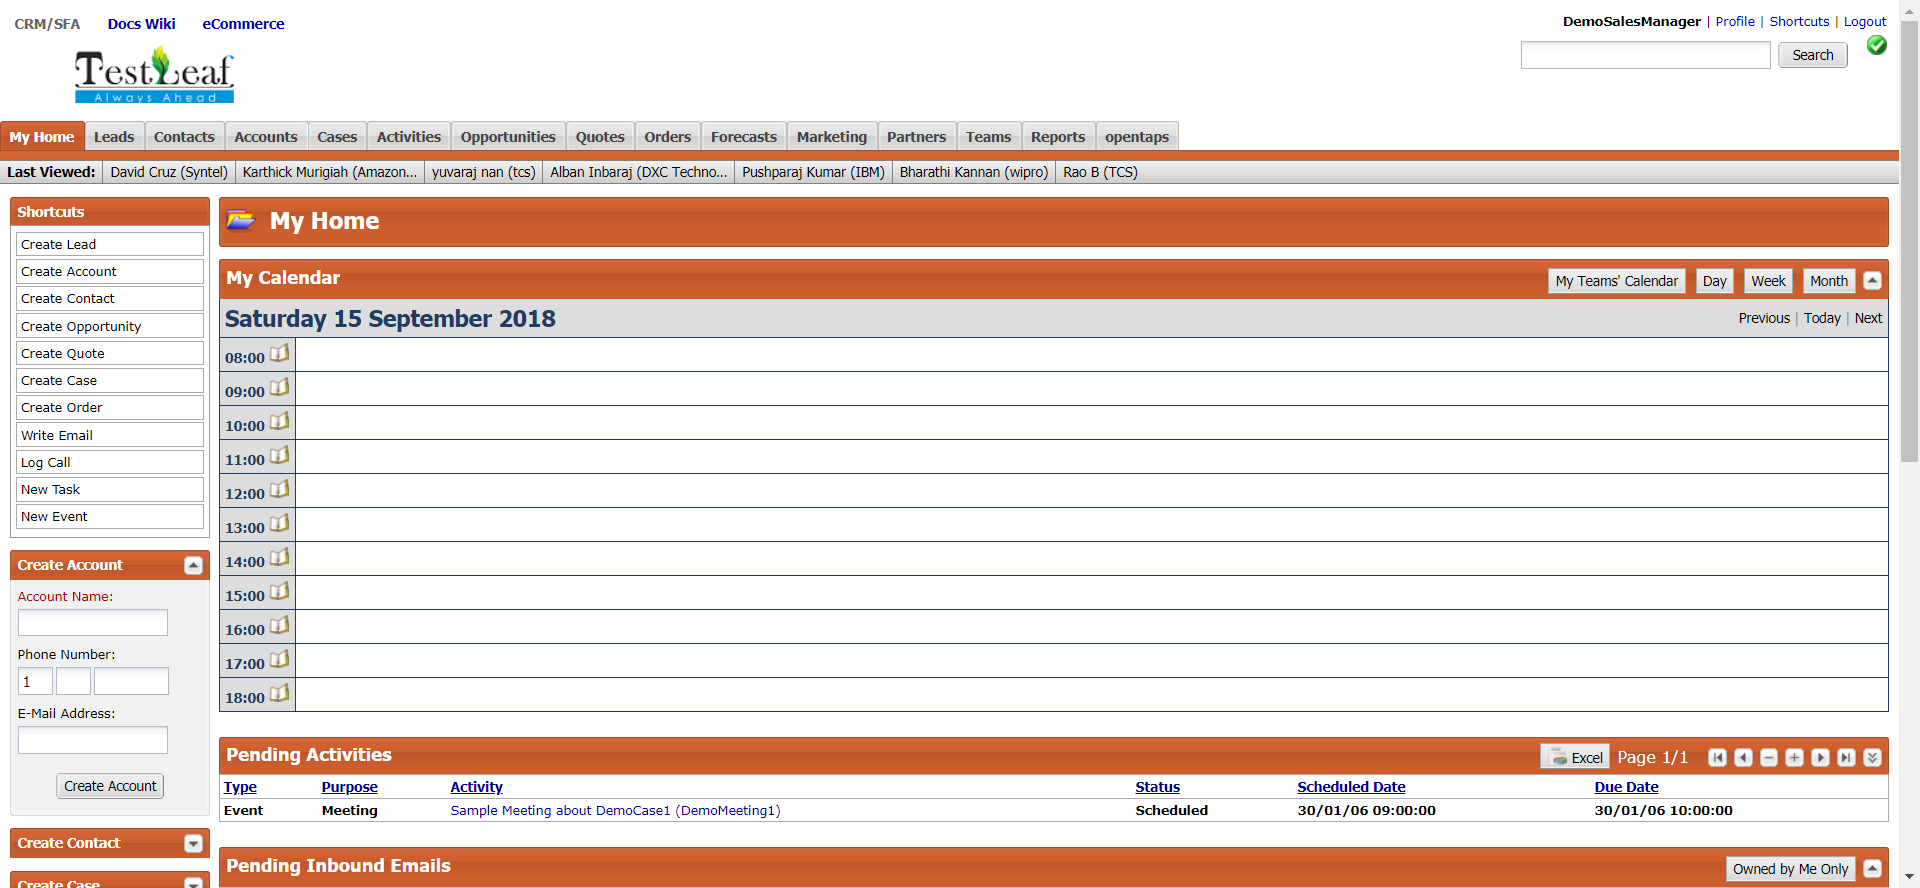 CRM/SFA Docs Wiki eCommerce
DemoSalesManager | Profile | Shortcuts | Logout
Search
TestLeaf
Always Ahead
My Home Leads Contacts Accounts Cases Activities Opportunities Quotes Orders Forecasts Marketing Partners Teams Reports opentaps
Last Viewed: David Cruz (Syntel) Karthick Murigiah (Amazon... yuvaraj nan (tcs) Alban Inbaraj (DXC Techno... Pushparaj Kumar (IBM) Bharathi Kannan (wipro) Rao B (TCS)
Shortcuts
Create Lead
Create Account
Create Contact
Create Opportunity
Create Quote
Create Case
Create Order
Write Email
Log Call
New Task
New Event
Create Account
Account Name:
Phone Number:
1
E-Mail Address:
Create Account
Create Contact
Create Case
My Home
My Calendar My Teams' Calendar Day Week Month
Saturday 15 September 2018 Previous | Today | Next
08:00
09:00
10:00
11:00
12:00
13:00
14:00
15:00
16:00
17:00
18:00
Pending Activities Excel Page 1/1
Type Purpose Activity Status Scheduled Date Due Date
Event Meeting Sample Meeting about DemoCase1 (DemoMeeting1) Scheduled 30/01/06 09:00:00 30/01/06 10:00:00
Pending Inbound Emails Owned by Me Only